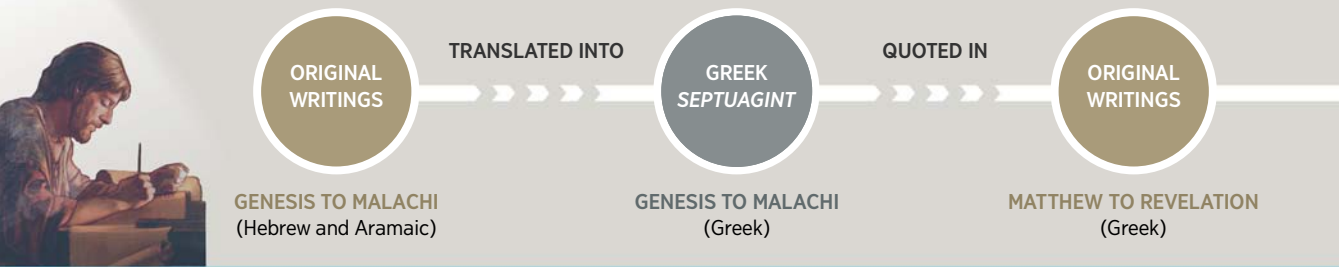 ORIGINAL
WRITINGS
GENESIS TO MALACHI
(Hebrew and Aramaic)
TRANSLATED INTO
GREEK
SEPTUAGINT
GENESIS TO MALACHI
(Greek)
QUOTED IN
ORIGINAL
WRITINGS
MATTHEW TO REVELATION
(Greek)